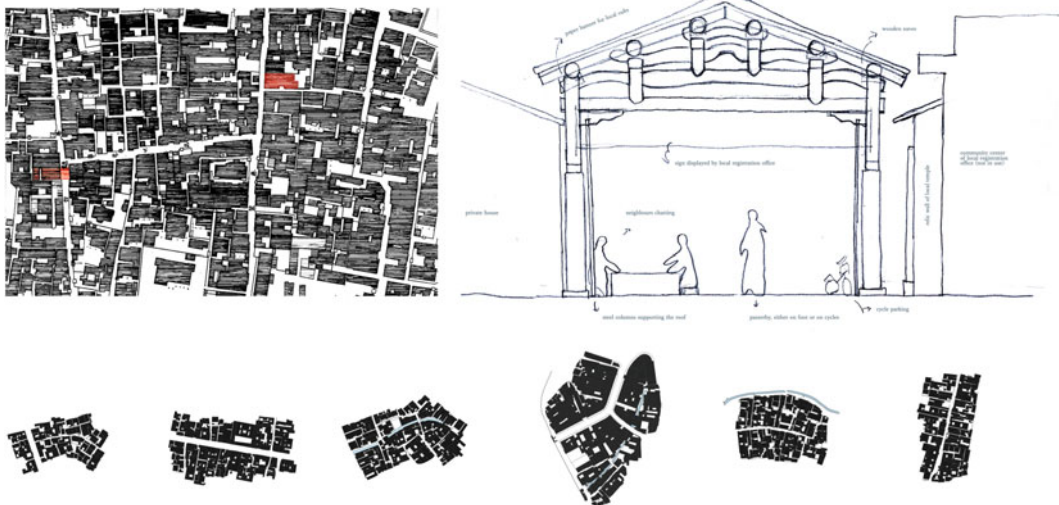 paper banner for local rules
wooden eaves
sign displayed by local registration office
community center
of local registration
office (not in use)
side wall of local temple
private house
neighbours chatting
steel columns supporting the roof
passerby, either on foot or on cycles
cycle parking